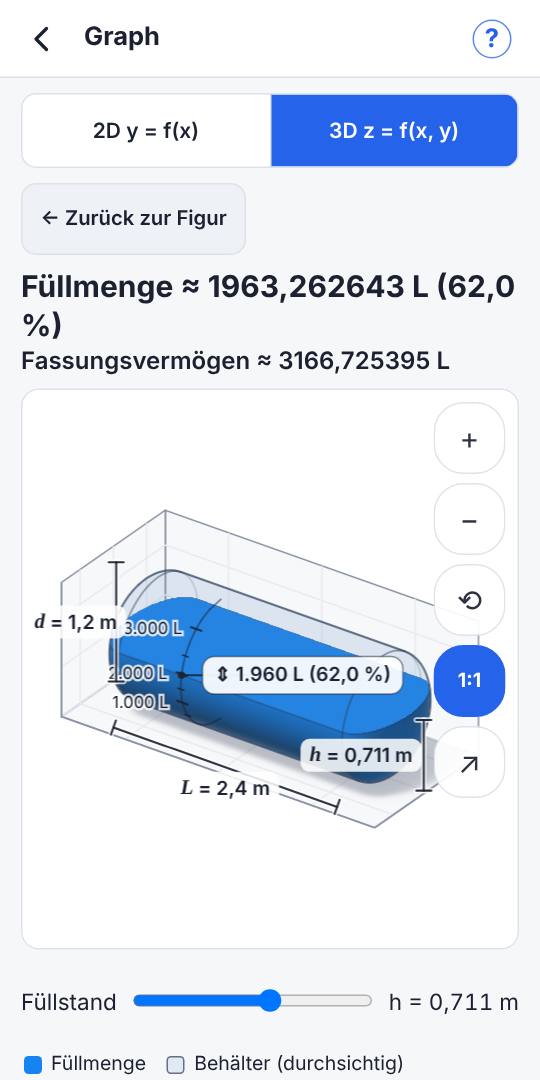 Graph
?
2D y = f(x)
3D z = f(x, y)
← Zurück zur Figur
Füllmenge ≈ 1963,262643 L (62,0
%)
Fassungsvermögen ≈ 3166,725395 L
+
−
⟲
1:1
↗
d = 1,2 m
3.000 L
2.000 L
⇕ 1.960 L (62,0 %)
1.000 L
h = 0,711 m
L = 2,4 m
Füllstand
h = 0,711 m
Füllmenge
Behälter (durchsichtig)